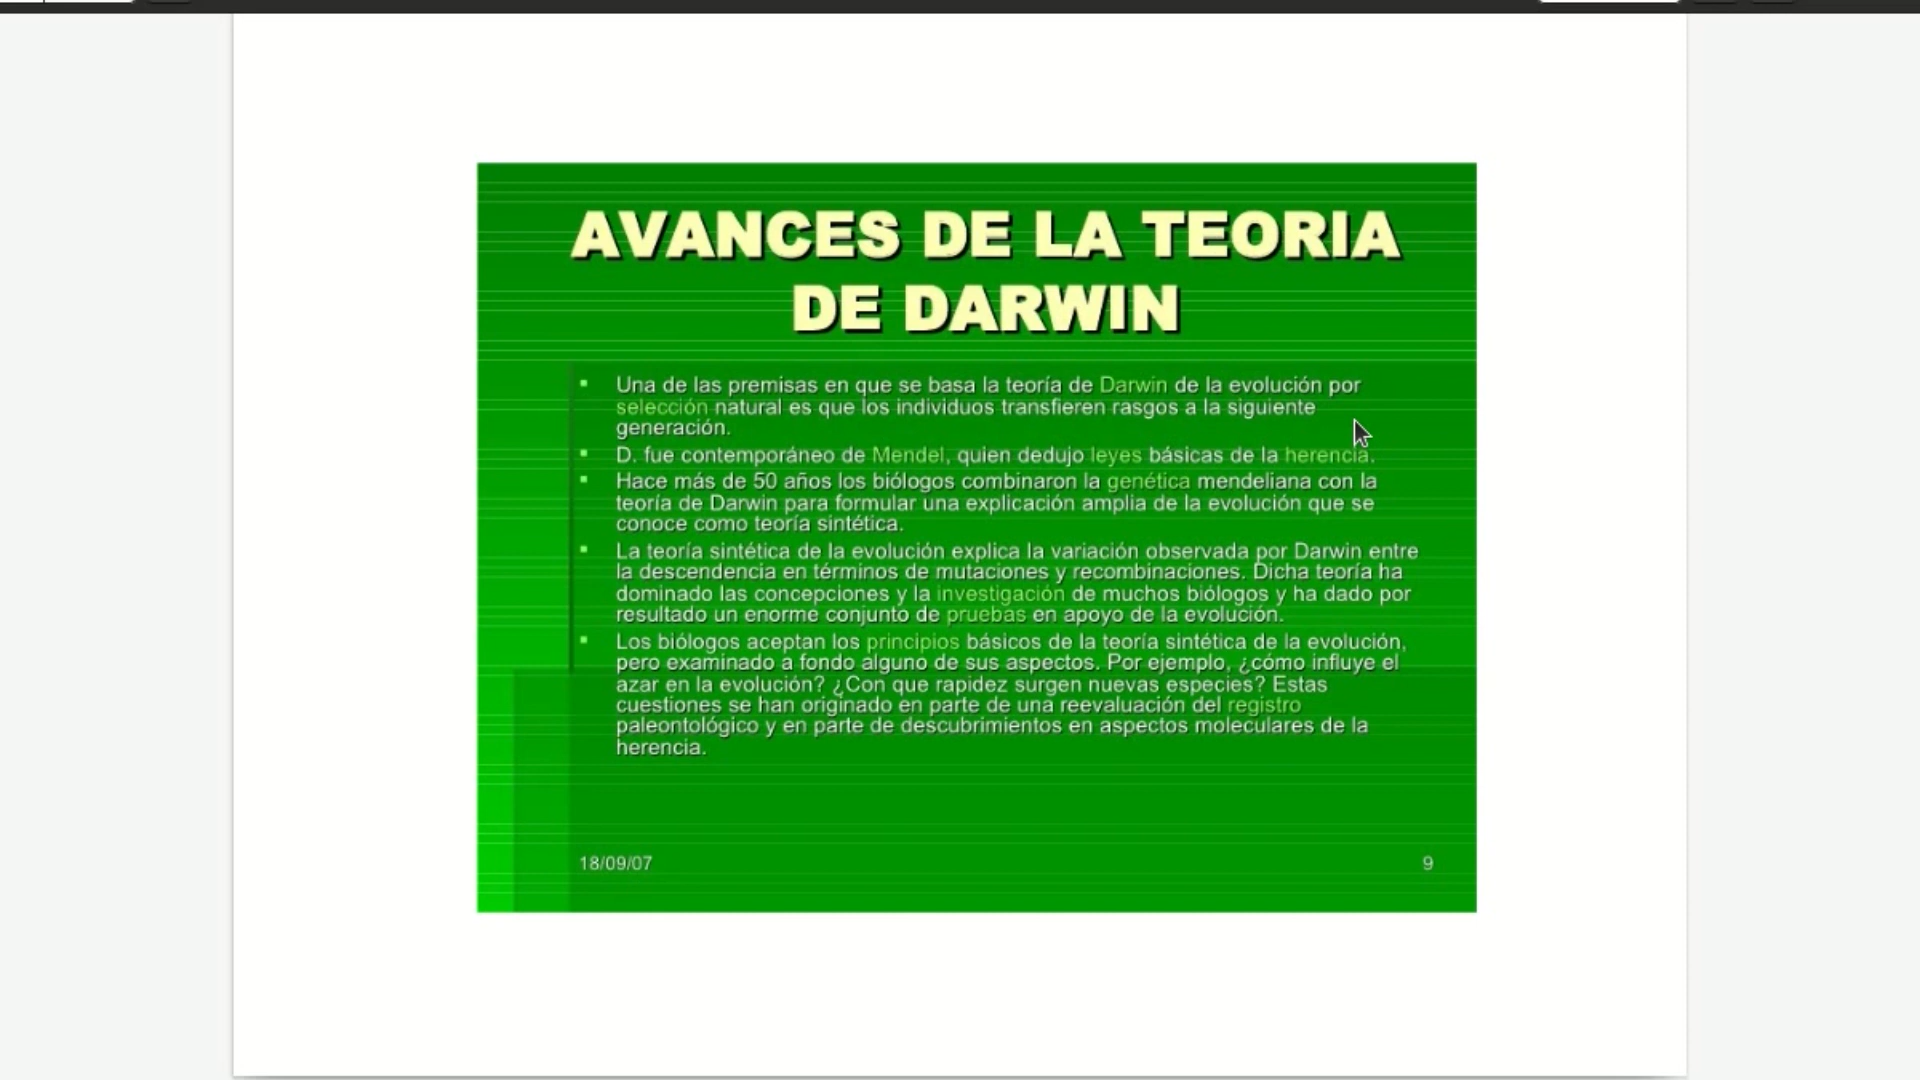 AVANCES DE LA TEORIA
DE DARWIN
Una de las premisas en que se basa la teoría de Darwin de la evolución por
selección natural es que los individuos transfieren rasgos a la siguiente
generación.
D. fue contemporáneo de Mendel, quien dedujo leyes básicas de la herencia.
Hace más de 50 años los biólogos combinaron la genética mendeliana con la
teoría de Darwin para formular una explicación amplia de la evolución que se
conoce como teoría sintética.
La teoría sintética de la evolución explica la variación observada por Darwin entre
la descendencia en términos de mutaciones y recombinaciones. Dicha teoría ha
dominado las concepciones y la investigación de muchos biólogos y ha dado por
resultado un enorme conjunto de pruebas en apoyo de la evolución.
Los biólogos aceptan los principios básicos de la teoría sintética de la evolución,
pero examinado a fondo alguno de sus aspectos. Por ejemplo, ¿cómo influye el
azar en la evolución? ¿Con que rapidez surgen nuevas especies? Estas
cuestiones se han originado en parte de una reevaluación del registro
paleontológico y en parte de descubrimientos en aspectos moleculares de la
herencia.
18/09/07
9